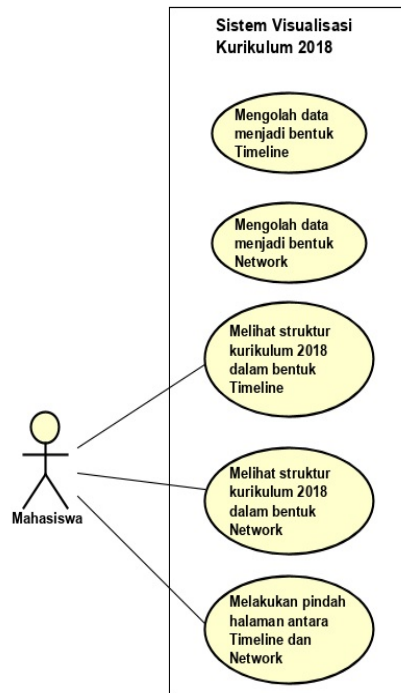 Sistem Visualisasi
Kurikulum 2018
Mengolah data
menjadi bentuk
Timeline
Mengolah data
menjadi bentuk
Network
Melihat struktur
kurikulum 2018
dalam bentuk
Timeline
Mahasiswa
Melihat struktur
kurikulum 2018
dalam bentuk
Network
Melakukan pindah
halaman antara
Timeline dan
Network